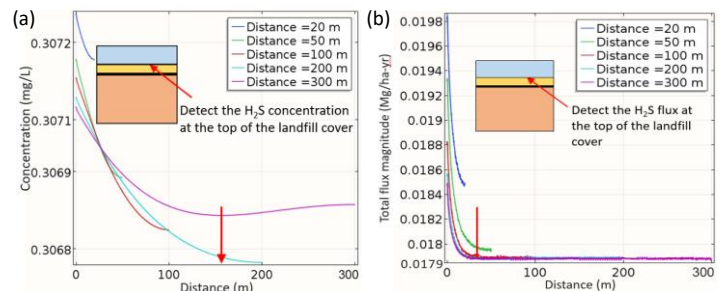 (a)
Concentration (mg/L)
0.3072
0.3071
0.3069
0.3068
0
100
200
300
Distance (m)
Distance =20 m
Distance =50 m
Distance =100 m
Distance =200 m
Distance =300 m
Detect the H₂S concentration
at the top of the landfill cover
(b)
Total flux magnitude (Mg/ha-yr)
0.0198
0.0196
0.0194
0.0192
0.019
0.0188
0.0186
0.0184
0.0182
0.018
0.0179
0
50
100
150
200
250
300
Distance (m)
Distance =20 m
Distance =50 m
Distance =100 m
Distance =200 m
Distance =300 m
Detect the H₂S flux at
the top of the landfill
cover